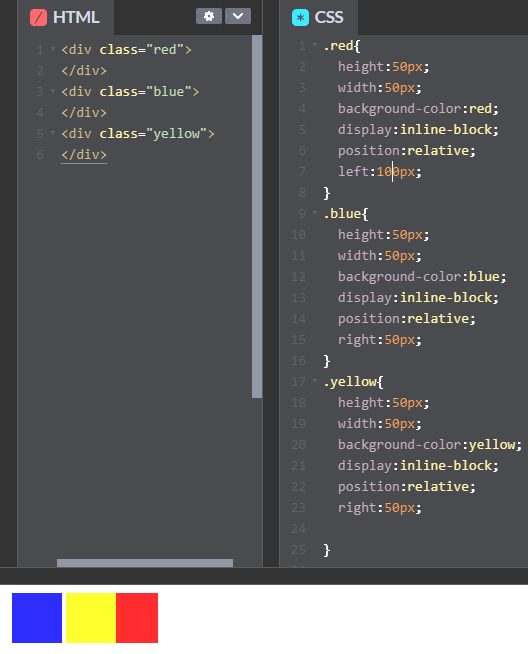 HTML
1 <div class="red">
2 </div>
3 <div class="blue">
4 </div>
5 <div class="yellow">
6 </div>
CSS
1 .red{
2 height:50px;
3 width:50px;
4 background-color:red;
5 display:inline-block;
6 position:relative;
7 left:100px;
8 }
9 .blue{
10 height:50px;
11 width:50px;
12 background-color:blue;
13 display:inline-block;
14 position:relative;
15 right:50px;
16 }
17 .yellow{
18 height:50px;
19 width:50px;
20 background-color:yellow;
21 display:inline-block;
22 position:relative;
23 right:50px;
24
25 }